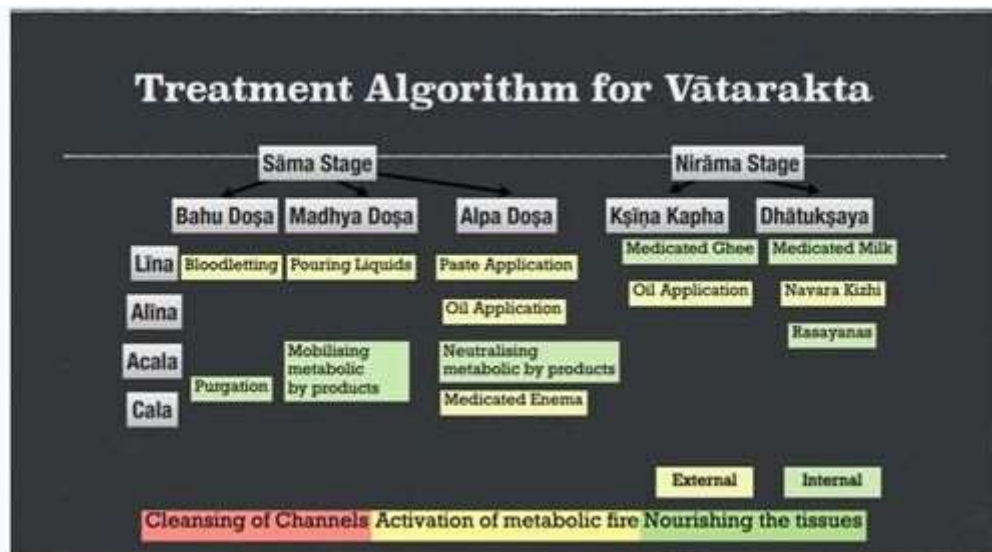 Treatment Algorithm for Vātarakta
Sāma Stage
Nirāma Stage
Bahu Doṣa
Madhya Doṣa
Alpa Doṣa
Kṣīṇa Kapha
Dhātukṣaya
Līna
Bloodletting
Pouring Liquids
Paste Application
Medicated Ghee
Medicated Milk
Alīna
Oil Application
Oil Application
Navara Kizhi
Rasayanas
Acala
Purgation
Mobilising
metabolic
by products
Neutralising
metabolic by products
Cala
Medicated Enema
External
Internal
Cleansing of Channels
Activation of metabolic fire
Nourishing the tissues